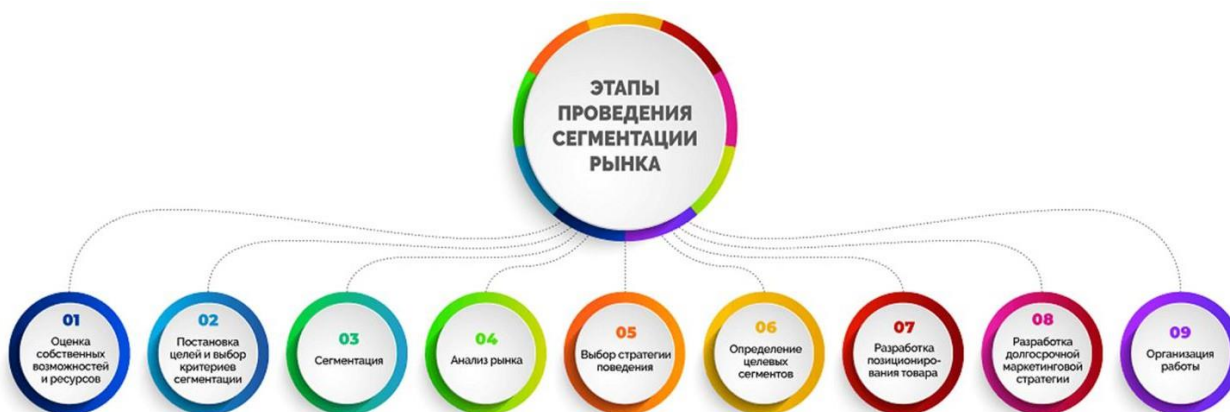 ЭТАПЫ
ПРОВЕДЕНИЯ
СЕГМЕНТАЦИИ
РЫНКА
01
Оценка
собственных
возможностей
и ресурсов
02
Постановка
целей и выбор
критериев
сегментации
03
Сегментация
04
Анализ рынка
05
Выбор стратегии
поведения
06
Определение
целевых
сегментов
07
Разработка
позициониро-
вания товара
08
Разработка
долгосрочной
маркетинговой
стратегии
09
Организация
работы